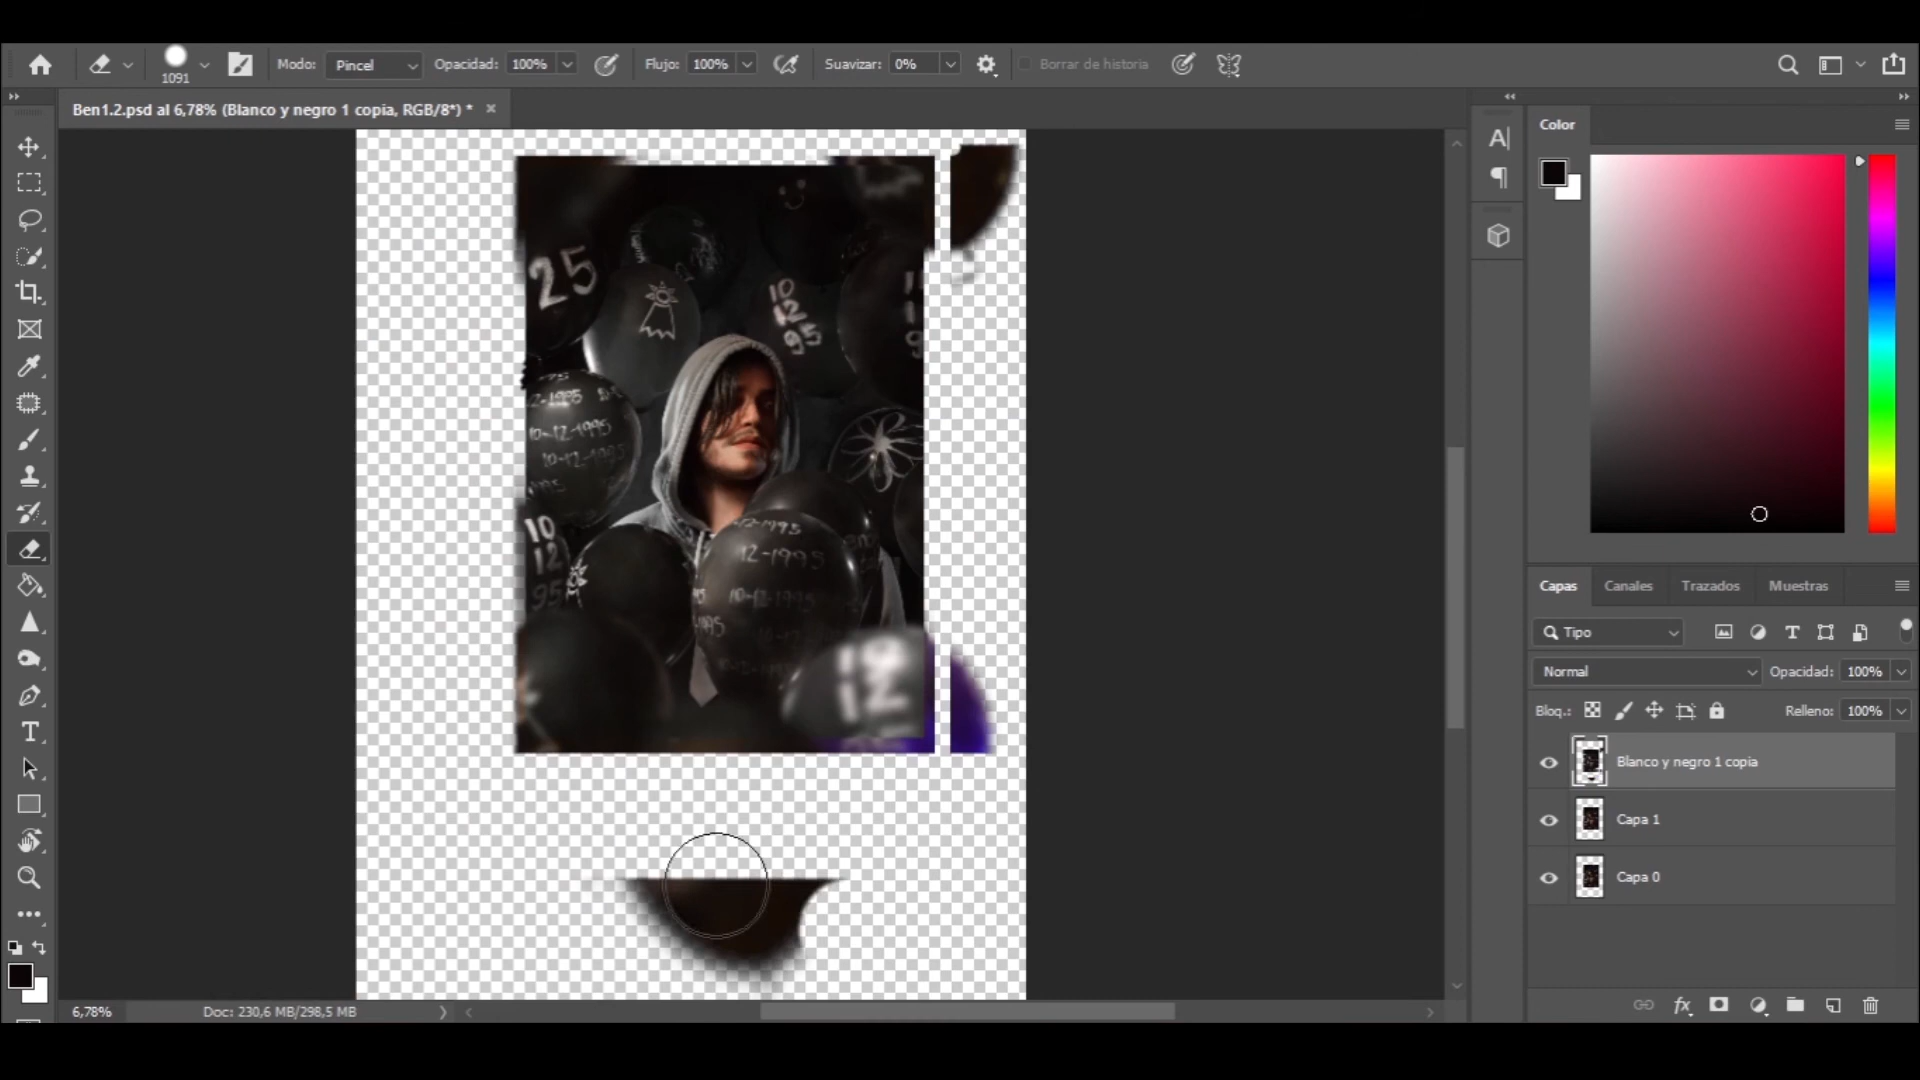 1091
Modo:
Pincel
Opacidad:
100%
Flujo:
100%
Suavizar:
0%
Borrar de historia
Ben1.2.psd al 6,78% (Blanco y negro 1 copia, RGB/8*) *
Color
25
10
12
95
10-12-1995
10-12-1995
10
12
95
12-1995
12-1995
10-12-1995
Capas
Canales
Trazados
Muestras
Tipo
Normal
Opacidad:
100%
Bloq.:
Relleno:
100%
Blanco y negro 1 copia
Capa 1
Capa 0
6,78%
Doc: 230,6 MB/298,5 MB